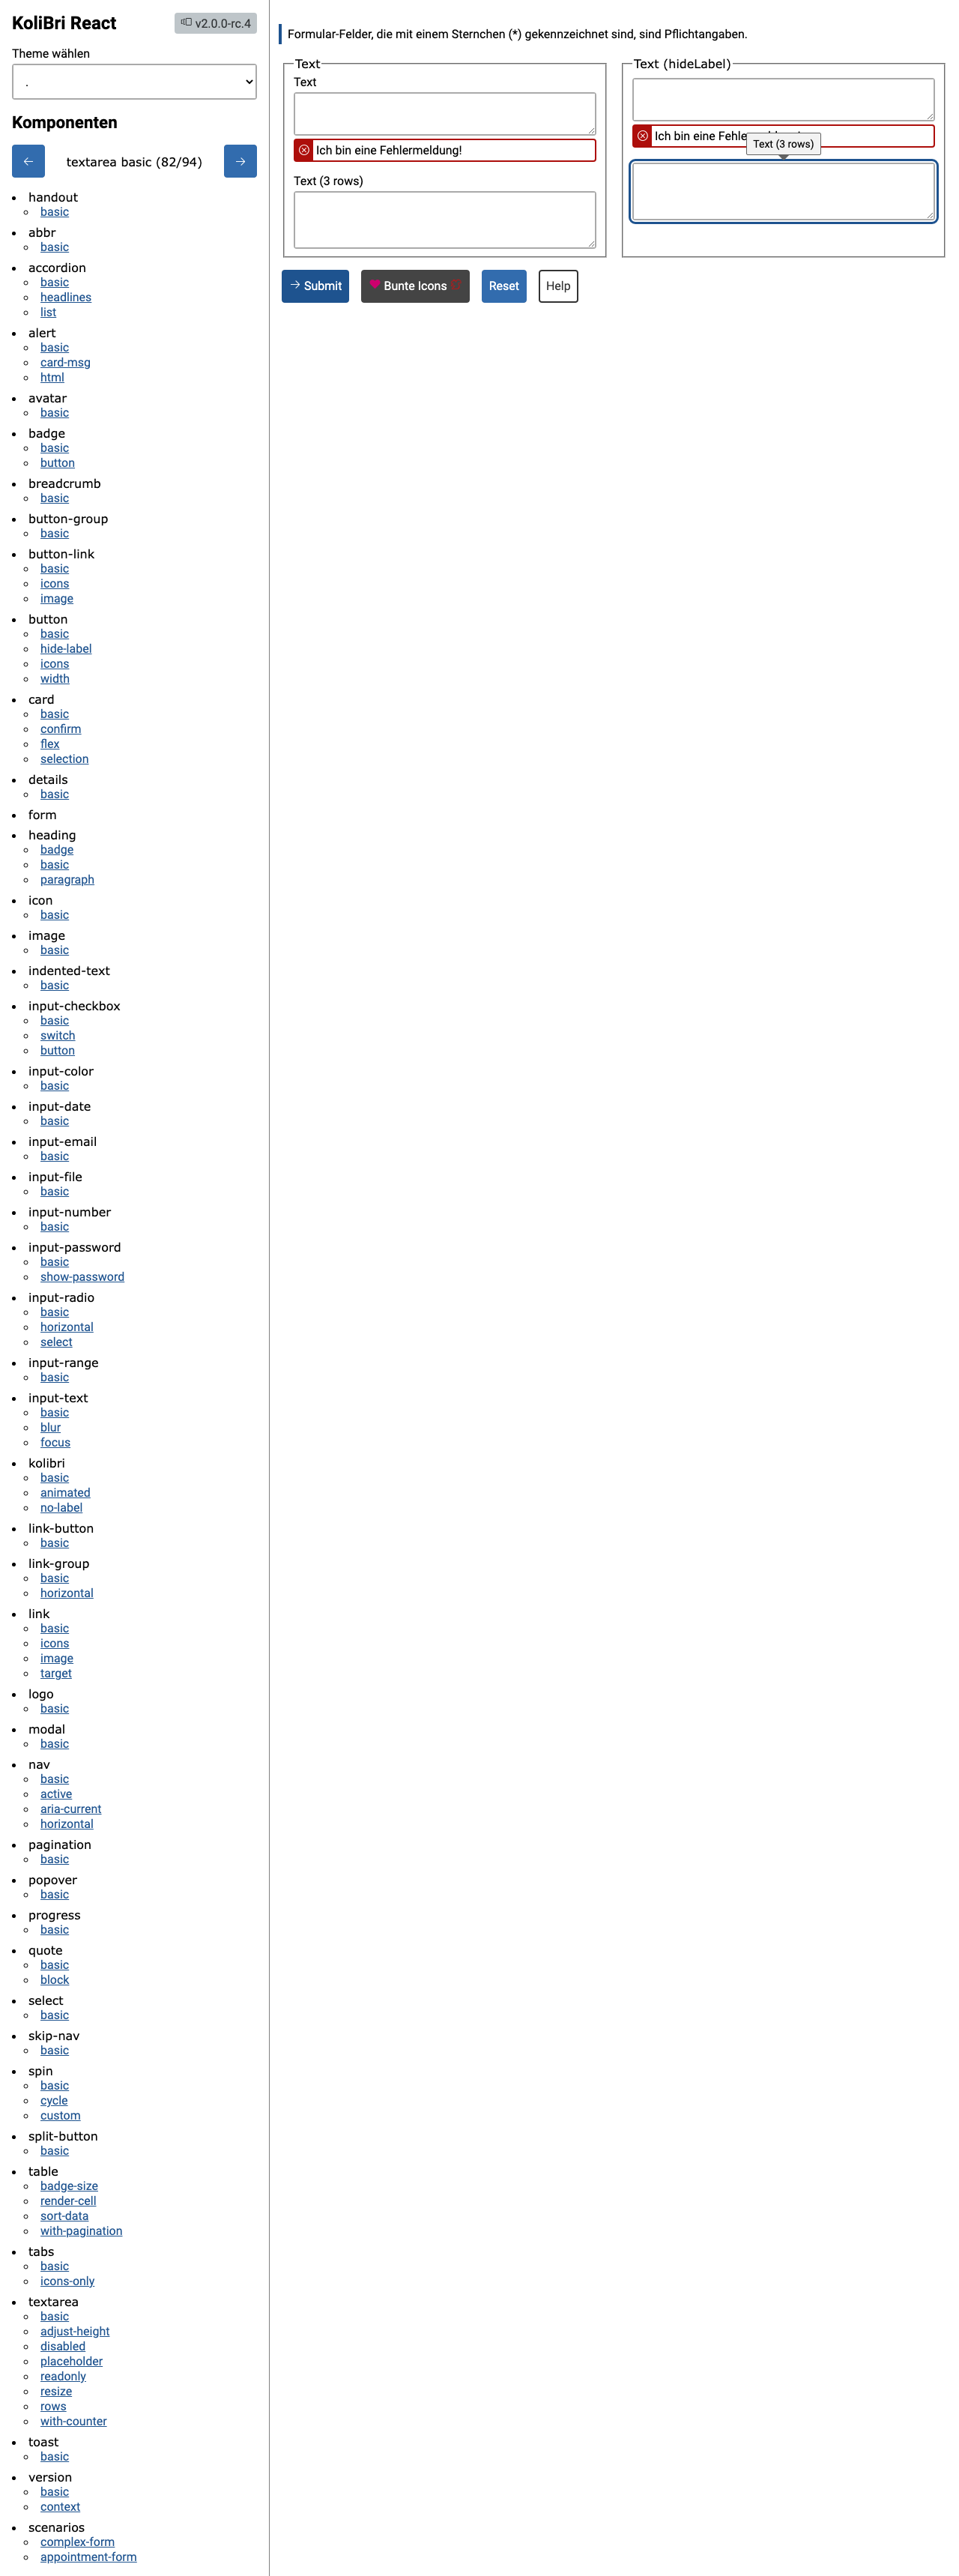 KoliBri React
v2.0.0-rc.4
Theme wählen
.
Komponenten
textarea basic (82/94)
handout
basic
abbr
basic
accordion
basic
headlines
list
alert
basic
card-msg
html
avatar
basic
badge
basic
button
breadcrumb
basic
button-group
basic
button-link
basic
icons
image
button
basic
hide-label
icons
width
card
basic
confirm
flex
selection
details
basic
form
heading
badge
basic
paragraph
icon
basic
image
basic
indented-text
basic
input-checkbox
basic
switch
button
input-color
basic
input-date
basic
input-email
basic
input-file
basic
input-number
basic
input-password
basic
show-password
input-radio
basic
horizontal
select
input-range
basic
input-text
basic
blur
focus
kolibri
basic
animated
no-label
link-button
basic
link-group
basic
horizontal
link
basic
icons
image
target
logo
basic
modal
basic
nav
basic
active
aria-current
horizontal
pagination
basic
popover
basic
progress
basic
quote
basic
block
select
basic
skip-nav
basic
spin
basic
cycle
custom
split-button
basic
table
badge-size
render-cell
sort-data
with-pagination
tabs
basic
icons-only
textarea
basic
adjust-height
disabled
placeholder
readonly
resize
rows
with-counter
toast
basic
version
basic
context
scenarios
complex-form
appointment-form
Formular-Felder, die mit einem Sternchen (*) gekennzeichnet sind, sind Pflichtangaben.
Text
Text
Ich bin eine Fehlermeldung!
Text (3 rows)
Text (hideLabel)
Ich bin eine
Text (3 rows)
Submit
Bunte Icons
Reset
Help